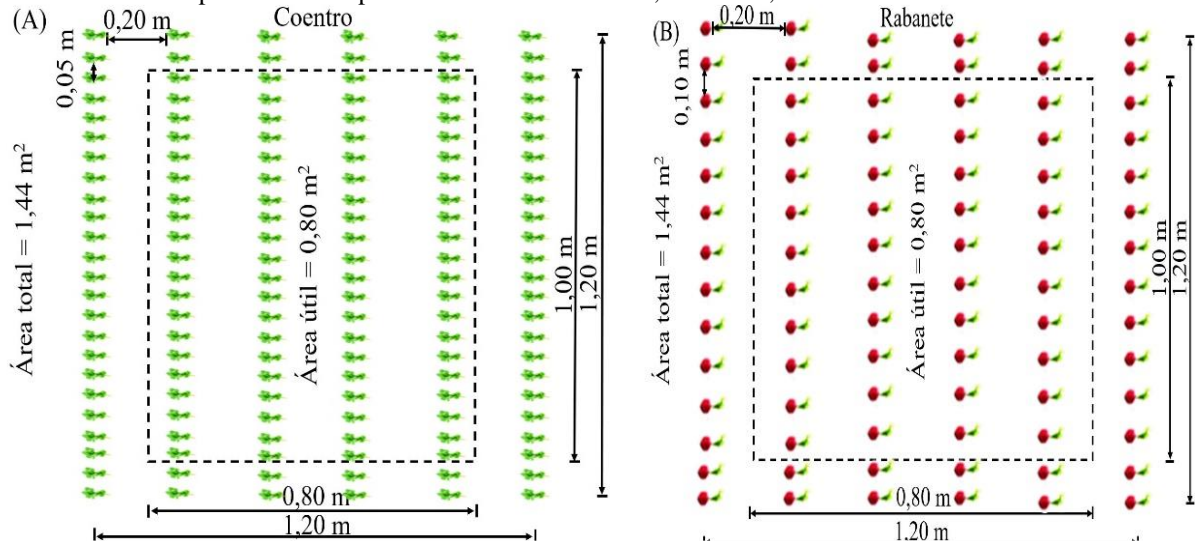 (A)
Coentro
0,20 m
0,05 m
Área total = 1,44 m²
Área útil = 0,80 m²
1,00 m
1,20 m
0,80 m
1,20 m
(B)
Rabanete
0,20 m
0,10 m
Área total = 1,44 m²
Área útil = 0,80 m²
1,00 m
1,20 m
0,80 m
1,20 m